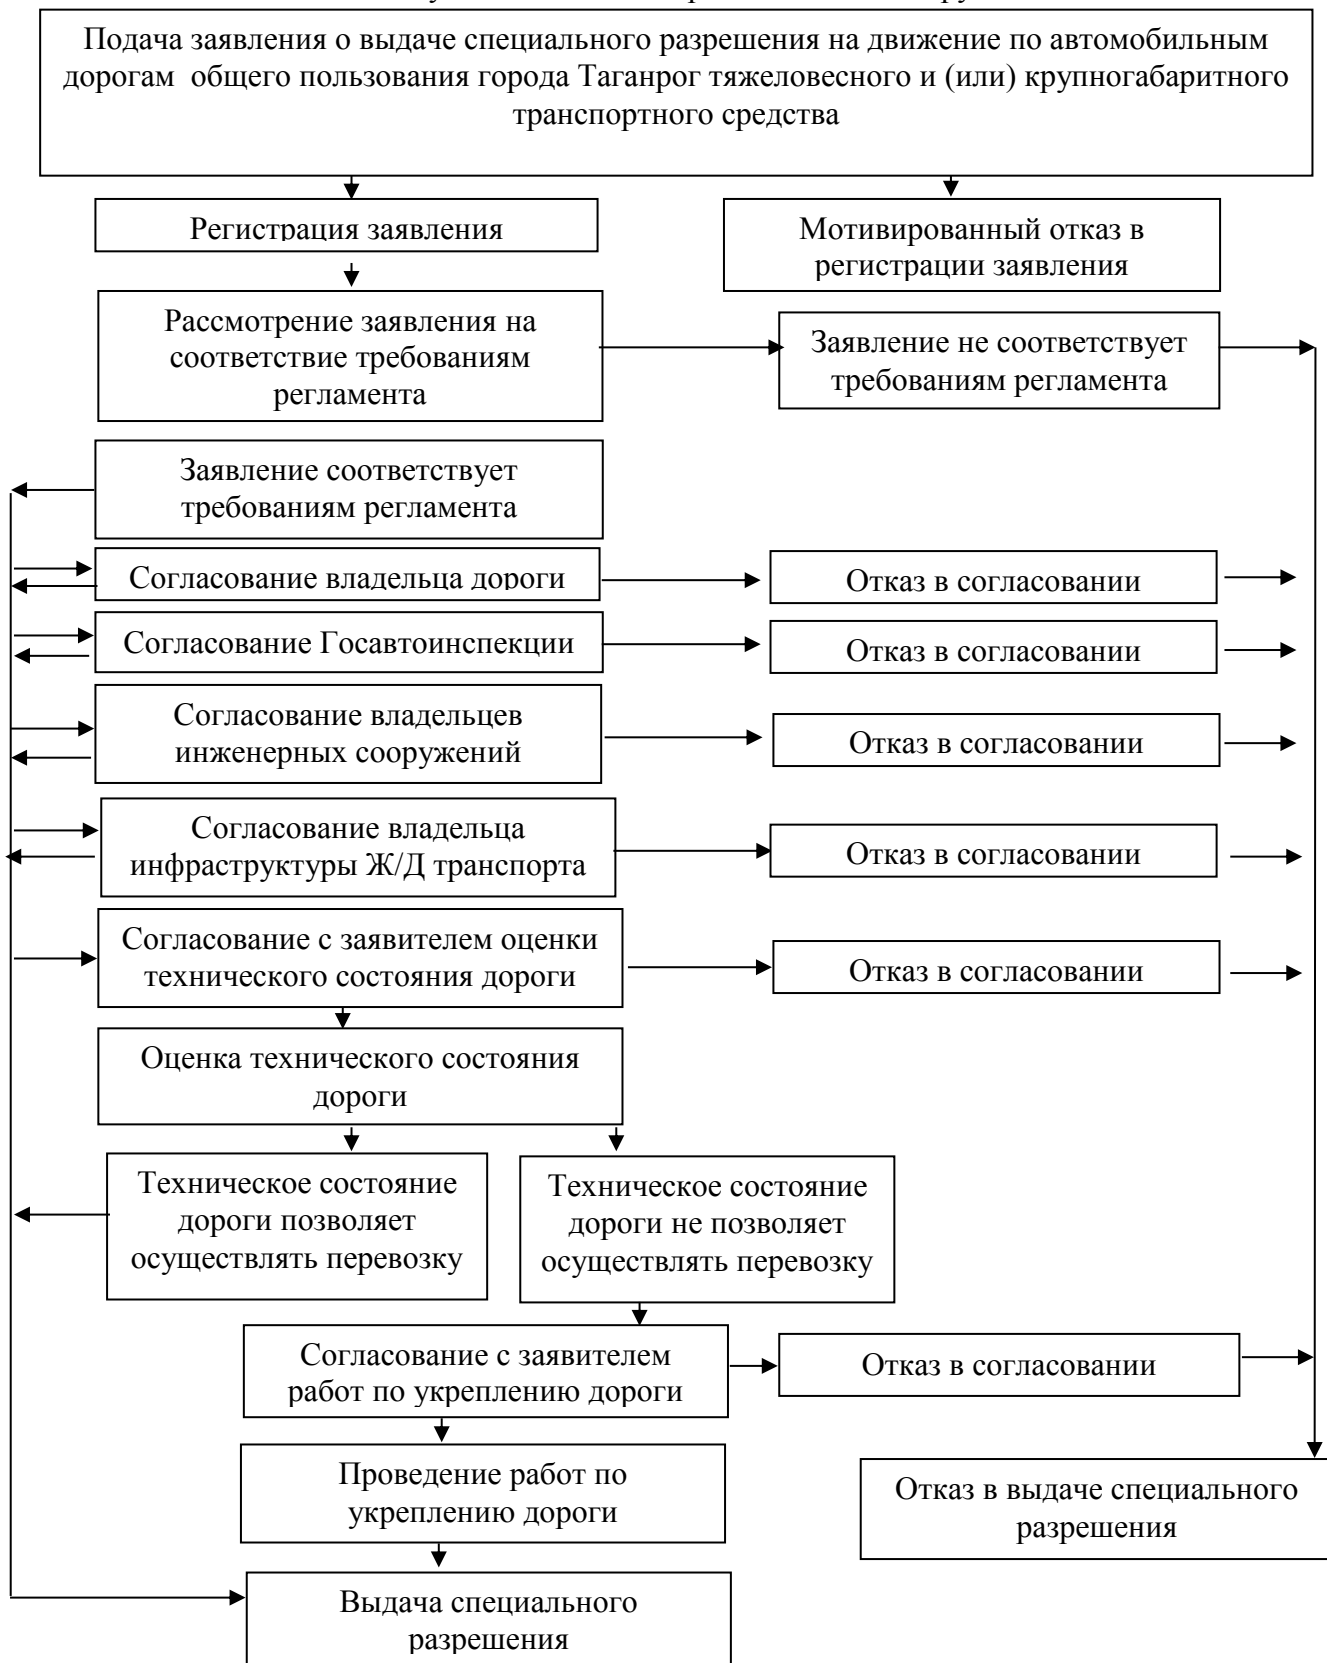 Подача заявления о выдаче специального разрешения на движение по автомобильным
дорогам общего пользования города Таганрог тяжеловесного и (или) крупногабаритного
транспортного средства
Регистрация заявления
Мотивированный отказ в
регистрации заявления
Рассмотрение заявления на
соответствие требованиям
регламента
Заявление не соответствует
требованиям регламента
Заявление соответствует
требованиям регламента
Согласование владельца дороги
Отказ в согласовании
Согласование Госавтоинспекции
Отказ в согласовании
Согласование владельцев
инженерных сооружений
Отказ в согласовании
Согласование владельца
инфраструктуры Ж/Д транспорта
Отказ в согласовании
Согласование с заявителем оценки
технического состояния дороги
Отказ в согласовании
Оценка технического состояния
дороги
Техническое состояние
дороги позволяет
осуществлять перевозку
Техническое состояние
дороги не позволяет
осуществлять перевозку
Согласование с заявителем
работ по укреплению дороги
Отказ в согласовании
Проведение работ по
укреплению дороги
Отказ в выдаче специального
разрешения
Выдача специального
разрешения